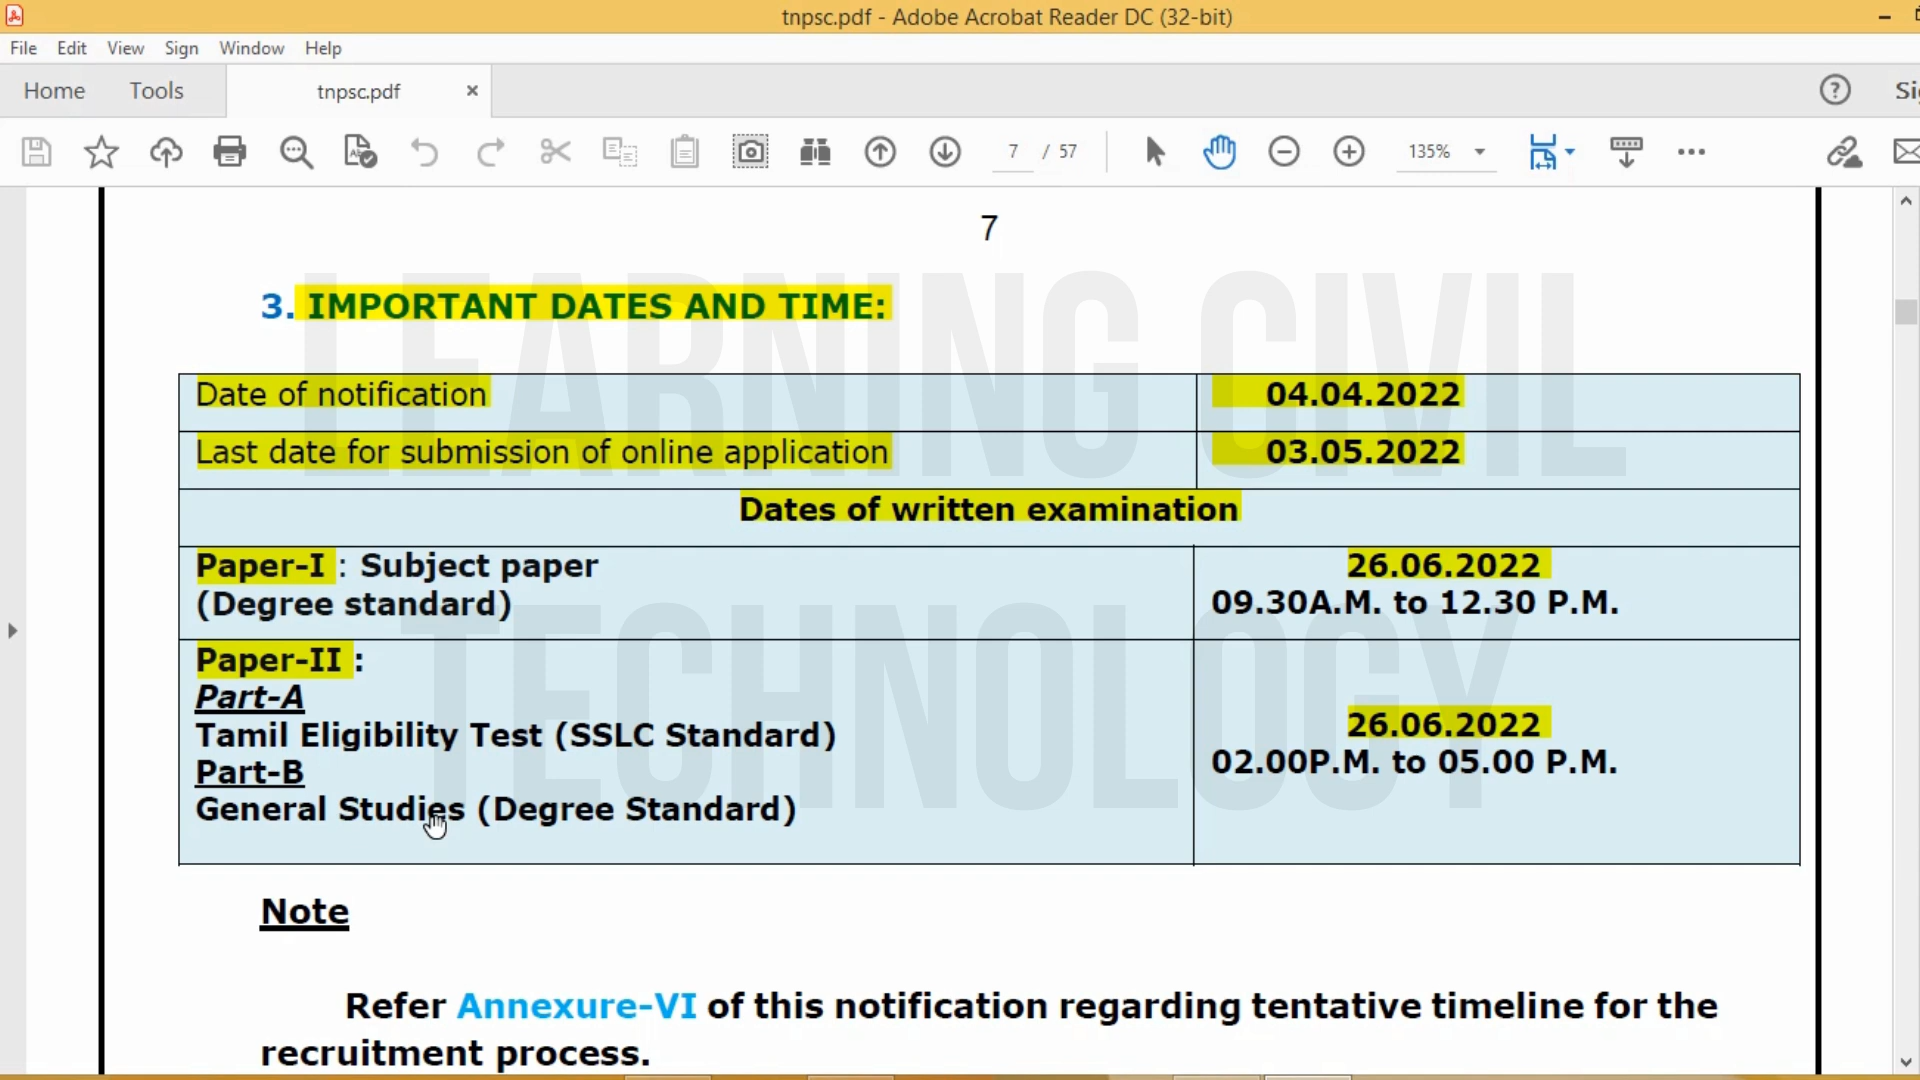 tnpsc.pdf - Adobe Acrobat Reader DC (32-bit)
File Edit View Sign Window Help
Home Tools tnpsc.pdf × ?
7 / 57 135%
7
3. IMPORTANT DATES AND TIME:
Date of notification 04.04.2022
Last date for submission of online application 03.05.2022
Dates of written examination
Paper-I : Subject paper 26.06.2022
(Degree standard) 09.30A.M. to 12.30 P.M.
Paper-II :
Part-A
Tamil Eligibility Test (SSLC Standard) 26.06.2022
Part-B 02.00P.M. to 05.00 P.M.
General Studies (Degree Standard)
Note
Refer Annexure-VI of this notification regarding tentative timeline for the
recruitment process.
LEARNING CIVIL
TECHNOLOGY